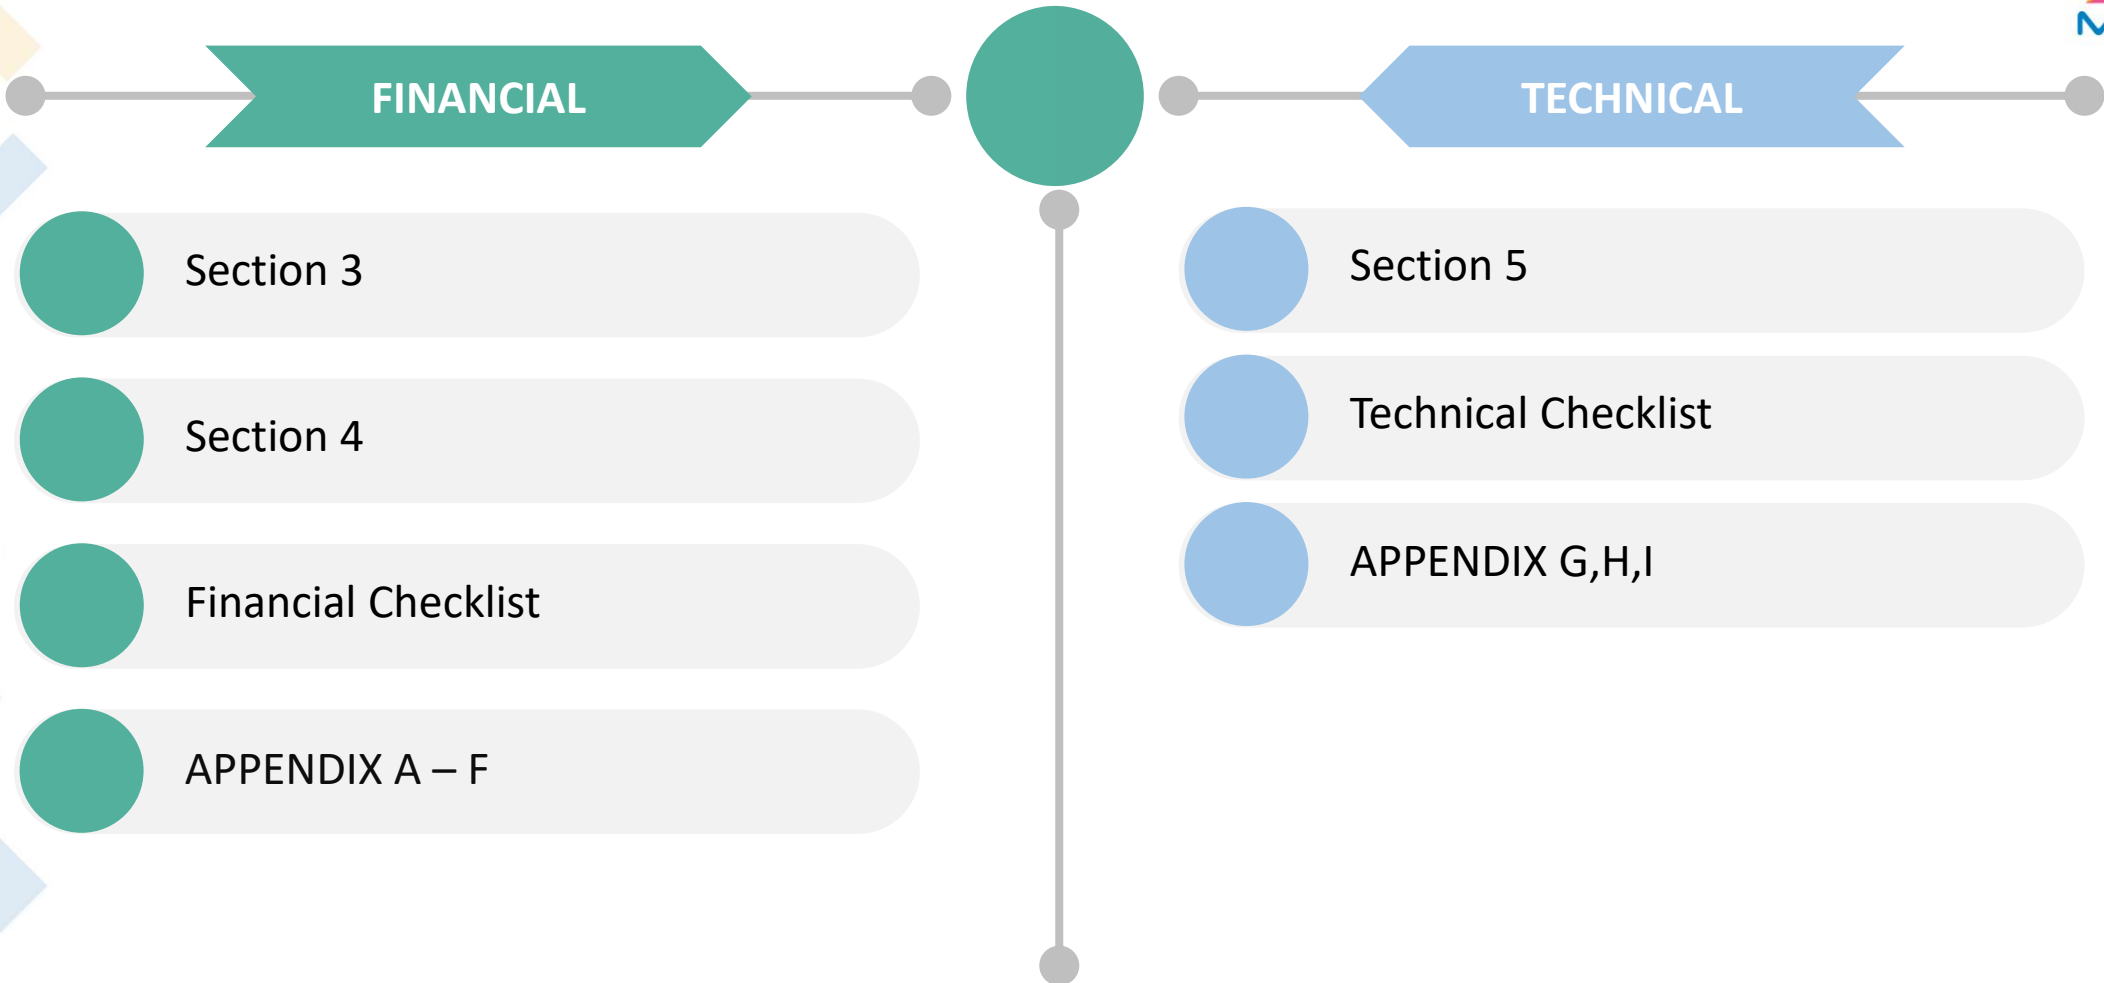 FINANCIAL
Section 3
Section 4
Financial Checklist
APPENDIX A – F
TECHNICAL
Section 5
Technical Checklist
APPENDIX G,H,I